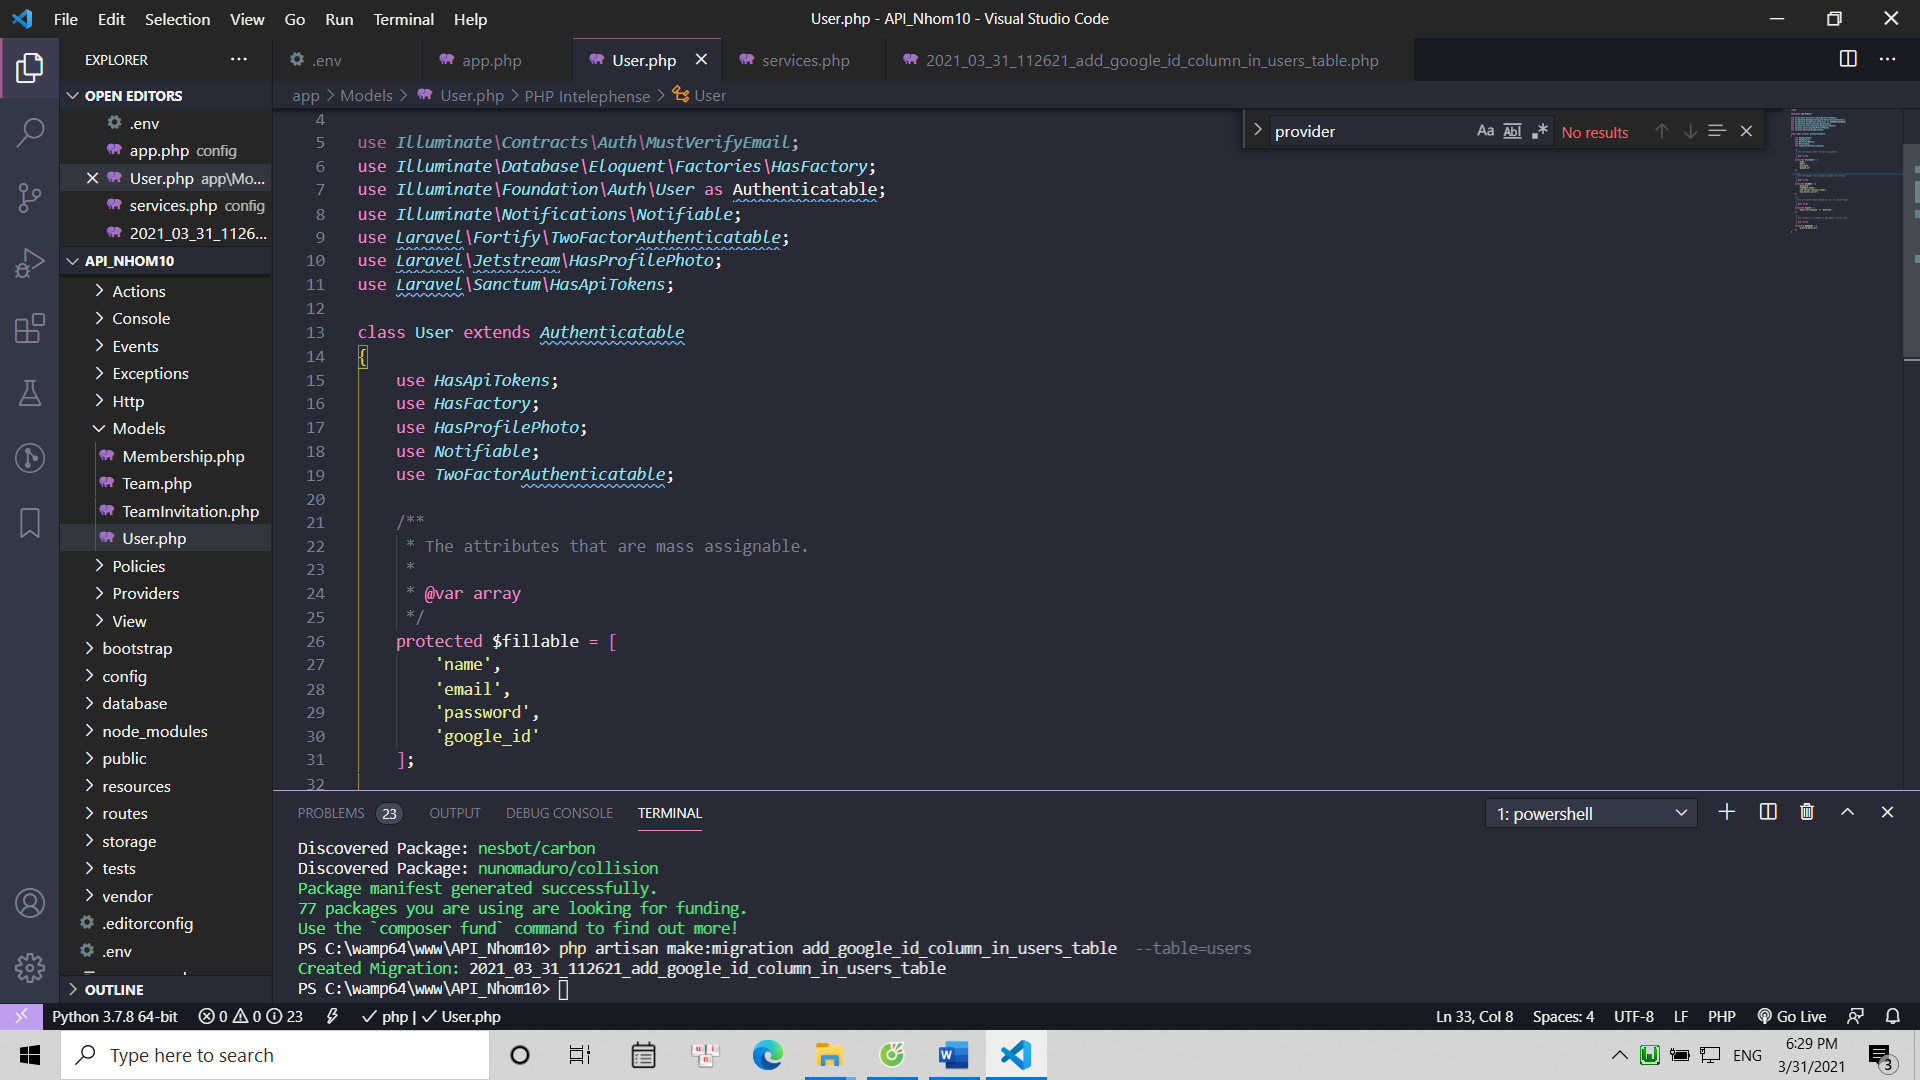 File Edit Selection View Go Run Terminal Help
User.php - API_Nhom10 - Visual Studio Code
EXPLORER
.env
app.php
User.php
services.php
2021_03_31_112621_add_google_id_column_in_users_table.php
OPEN EDITORS
.env
app.php config
User.php app\Mo...
services.php config
2021_03_31_1126...
API_NHOM10
Actions
Console
Events
Exceptions
Http
Models
Membership.php
Team.php
TeamInvitation.php
User.php
Policies
Providers
View
bootstrap
config
database
node_modules
public
resources
routes
storage
tests
vendor
.editorconfig
.env
OUTLINE
app > Models > User.php > PHP Intelephense > User
provider
Aa Abl .* No results
4
5 use Illuminate\Contracts\Auth\MustVerifyEmail;
6 use Illuminate\Database\Eloquent\Factories\HasFactory;
7 use Illuminate\Foundation\Auth\User as Authenticatable;
8 use Illuminate\Notifications\Notifiable;
9 use Laravel\Fortify\TwoFactorAuthenticatable;
10 use Laravel\Jetstream\HasProfilePhoto;
11 use Laravel\Sanctum\HasApiTokens;
12
13 class User extends Authenticatable
14 {
15 use HasApiTokens;
16 use HasFactory;
17 use HasProfilePhoto;
18 use Notifiable;
19 use TwoFactorAuthenticatable;
20
21 /**
22 * The attributes that are mass assignable.
23 *
24 * @var array
25 */
26 protected $fillable = [
27 'name',
28 'email',
29 'password',
30 'google_id'
31 ];
32
PROBLEMS 23 OUTPUT DEBUG CONSOLE TERMINAL
1: powershell
Discovered Package: nesbot/carbon
Discovered Package: nunomaduro/collision
Package manifest generated successfully.
77 packages you are using are looking for funding.
Use the `composer fund` command to find out more!
PS C:\wamp64\www\API_Nhom10> php artisan make:migration add_google_id_column_in_users_table --table=users
Created Migration: 2021_03_31_112621_add_google_id_column_in_users_table
PS C:\wamp64\www\API_Nhom10>
Python 3.7.8 64-bit 0 0 23 php | User.php
Ln 33, Col 8 Spaces: 4 UTF-8 LF PHP Go Live
Type here to search
ENG
6:29 PM
3/31/2021
3